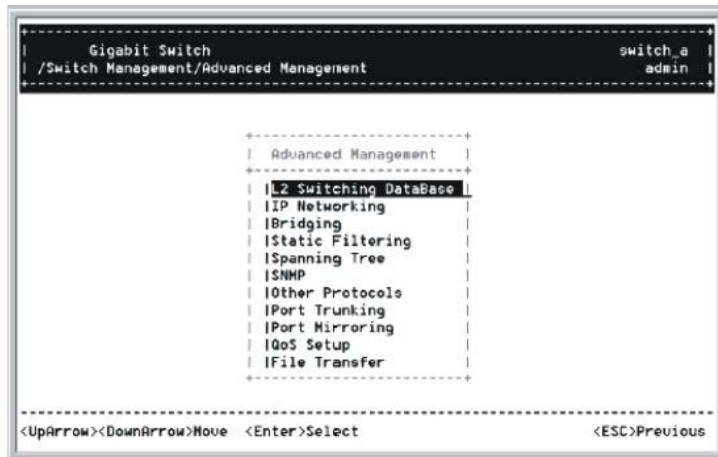 Gigabit Switch switch_a
/Switch Management/Advanced Management admin
Advanced Management
L2 Switching DataBase
IP Networking
Bridging
Static Filtering
Spanning Tree
SNMP
Other Protocols
Port Trunking
Port Mirroring
QoS Setup
File Transfer
<UpArrow><DownArrow>Move <Enter>Select <ESC>Previous